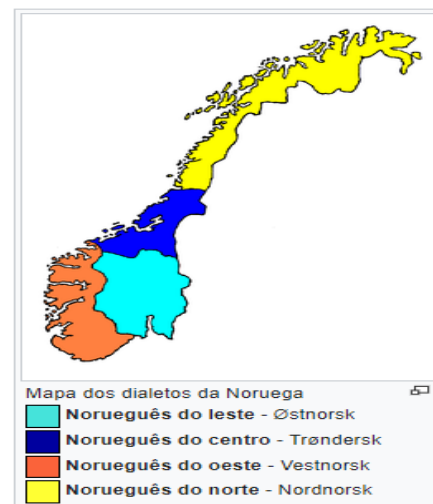 Mapa dos dialetos da Noruega
Norueguês do leste - Østnorsk
Norueguês do centro - Trøndersk
Norueguês do oeste - Vestnorsk
Norueguês do norte - Nordnorsk